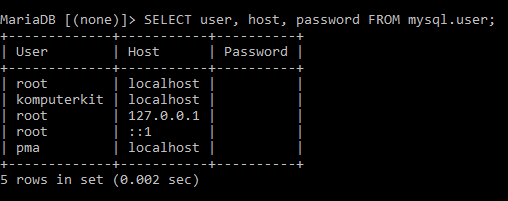 MariaDB [(none)]> SELECT user, host, password FROM mysql.user;
+-------------+-----------+----------+
| User        | Host      | Password |
+-------------+-----------+----------+
| root        | localhost |          |
| komputerkit | localhost |          |
| root        | 127.0.0.1 |          |
| root        | ::1       |          |
| pma         | localhost |          |
+-------------+-----------+----------+
5 rows in set (0.002 sec)